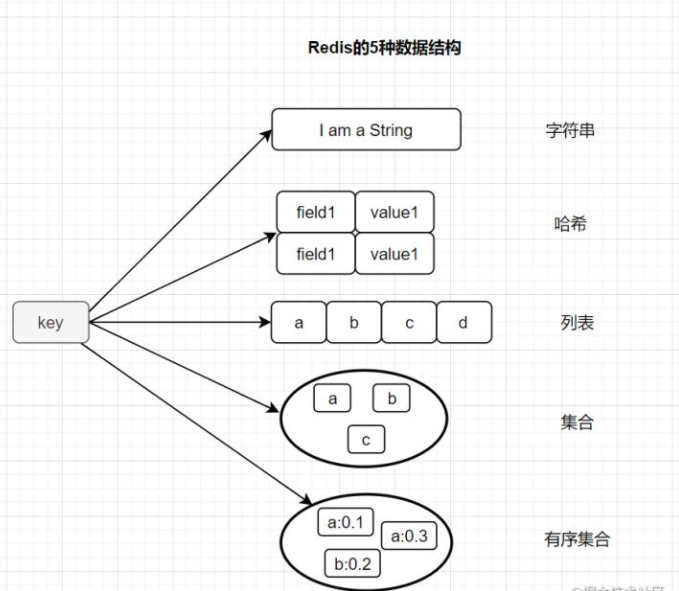 Redis的5种数据结构
I am a String
字符串
field1 value1
哈希
field1 value1
key
a b c d
列表
a b
c
集合
a:0.1
a:0.3
b:0.2
有序集合